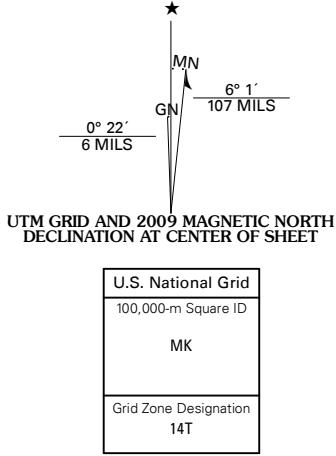 ★
MN
6° 1´
107 MILS
GN
0° 22´
6 MILS
UTM GRID AND 2009 MAGNETIC NORTH
DECLINATION AT CENTER OF SHEET
U.S. National Grid
100,000-m Square ID
MK
Grid Zone Designation
14T